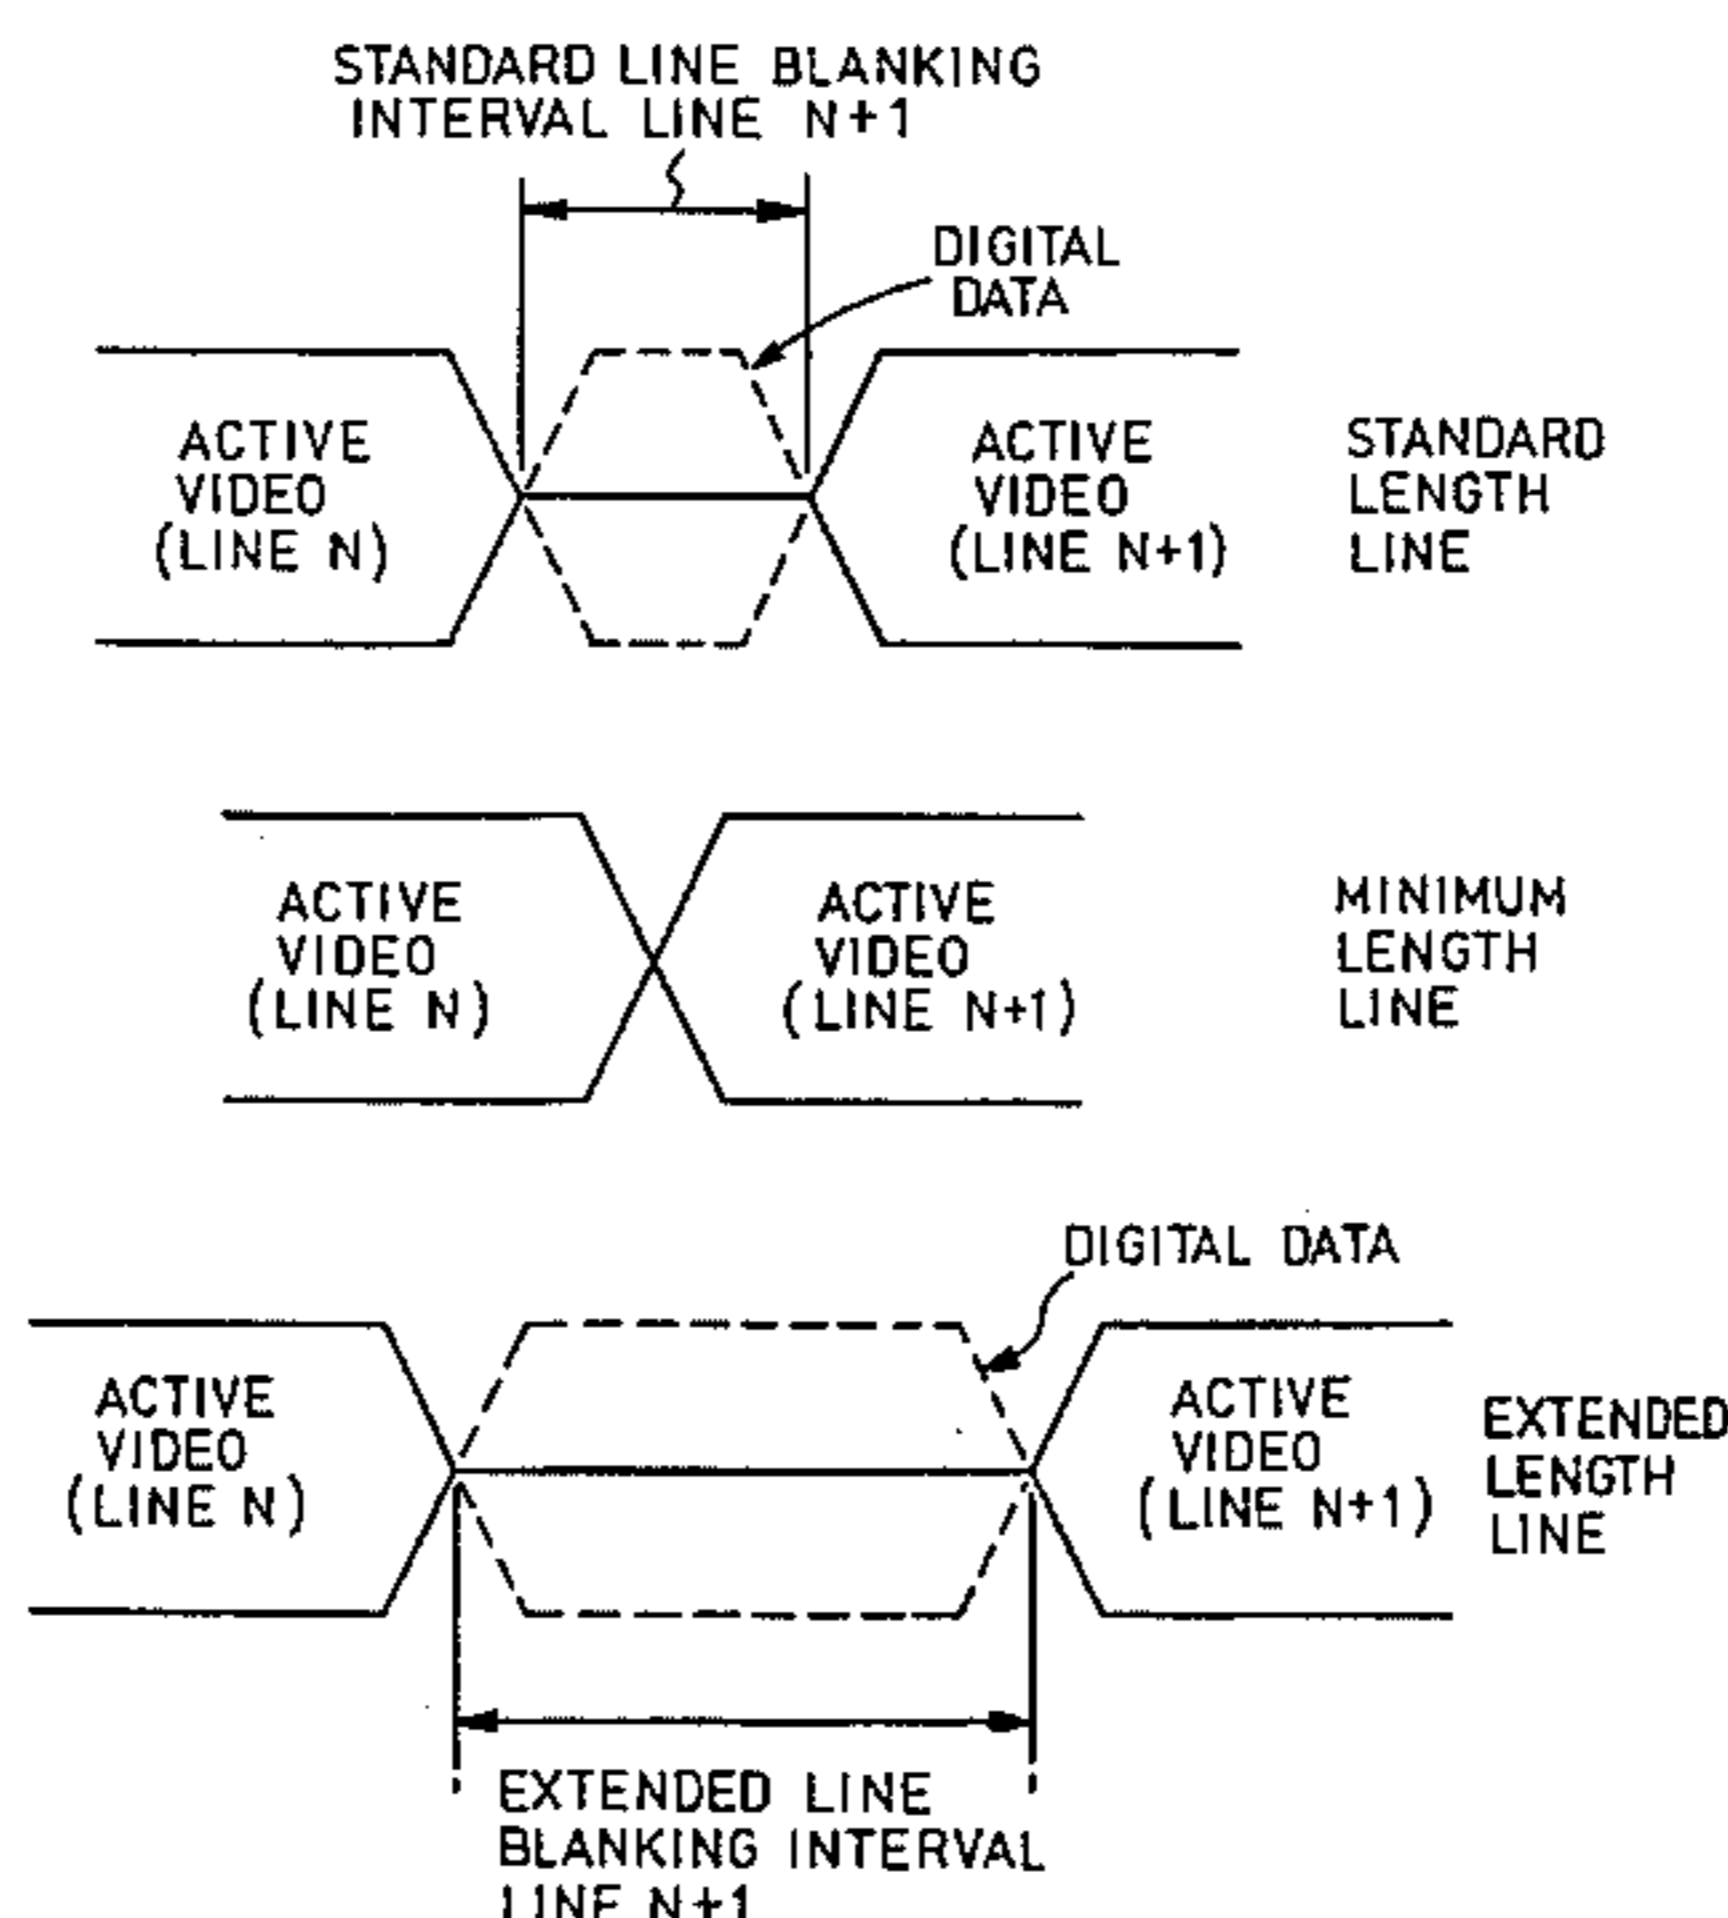 STANDARD LINE BLANKING
INTERVAL LINE N+1
DIGITAL
DATA
ACTIVE
VIDEO
(LINE N)
ACTIVE
VIDEO
(LINE N+1)
STANDARD
LENGTH
LINE
ACTIVE
VIDEO
(LINE N)
ACTIVE
VIDEO
(LINE N+1)
MINIMUM
LENGTH
LINE
DIGITAL DATA
ACTIVE
VIDEO
(LINE N)
ACTIVE
VIDEO
(LINE N+1)
EXTENDED
LENGTH
LINE
EXTENDED LINE
BLANKING INTERVAL
LINE N+1